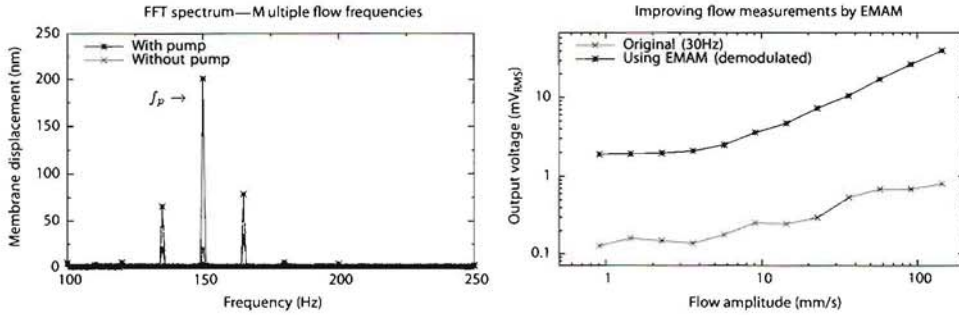 FFT spectrum—Multiple flow frequencies
250
200
150
100
50
0
Membrane displacement (nm)
With pump
Without pump
fp →
100
150
200
250
Frequency (Hz)
Improving flow measurements by EMAM
Original (30Hz)
Using EMAM (demodulated)
10
1
0.1
Output voltage (mVRMS)
1
10
100
Flow amplitude (mm/s)